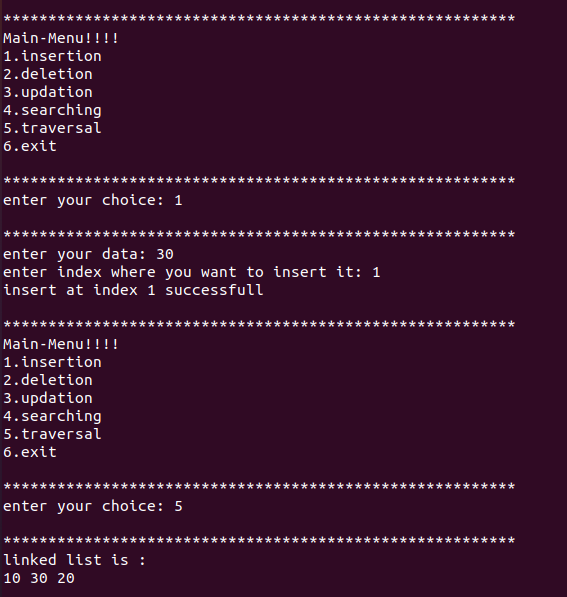 *********************************************************
Main-Menu!!!!
1.insertion
2.deletion
3.updation
4.searching
5.traversal
6.exit
*********************************************************
enter your choice: 1
*********************************************************
enter your data: 30
enter index where you want to insert it: 1
insert at index 1 successfull
*********************************************************
Main-Menu!!!!
1.insertion
2.deletion
3.updation
4.searching
5.traversal
6.exit
*********************************************************
enter your choice: 5
*********************************************************
linked list is :
10 30 20